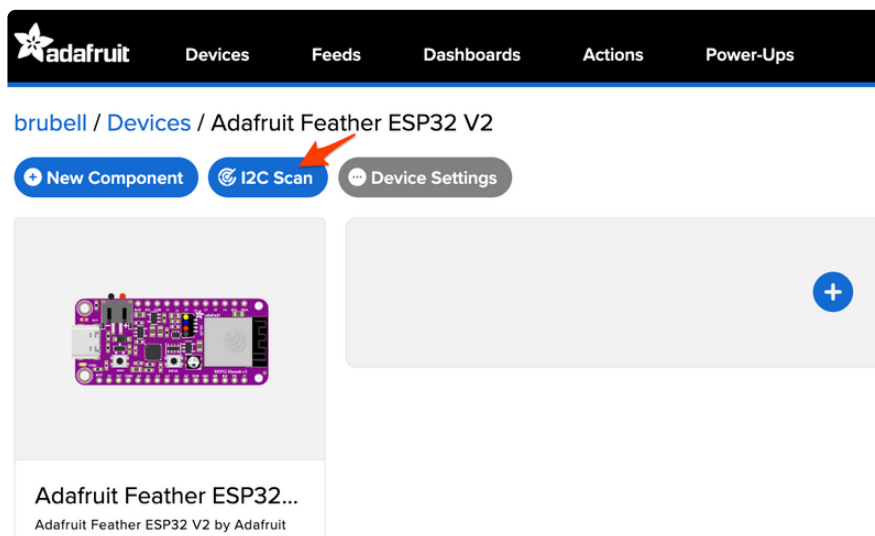 adafruit Devices Feeds Dashboards Actions Power-Ups
brubell / Devices / Adafruit Feather ESP32 V2
New Component I2C Scan Device Settings
Adafruit Feather ESP32...
Adafruit Feather ESP32 V2 by Adafruit